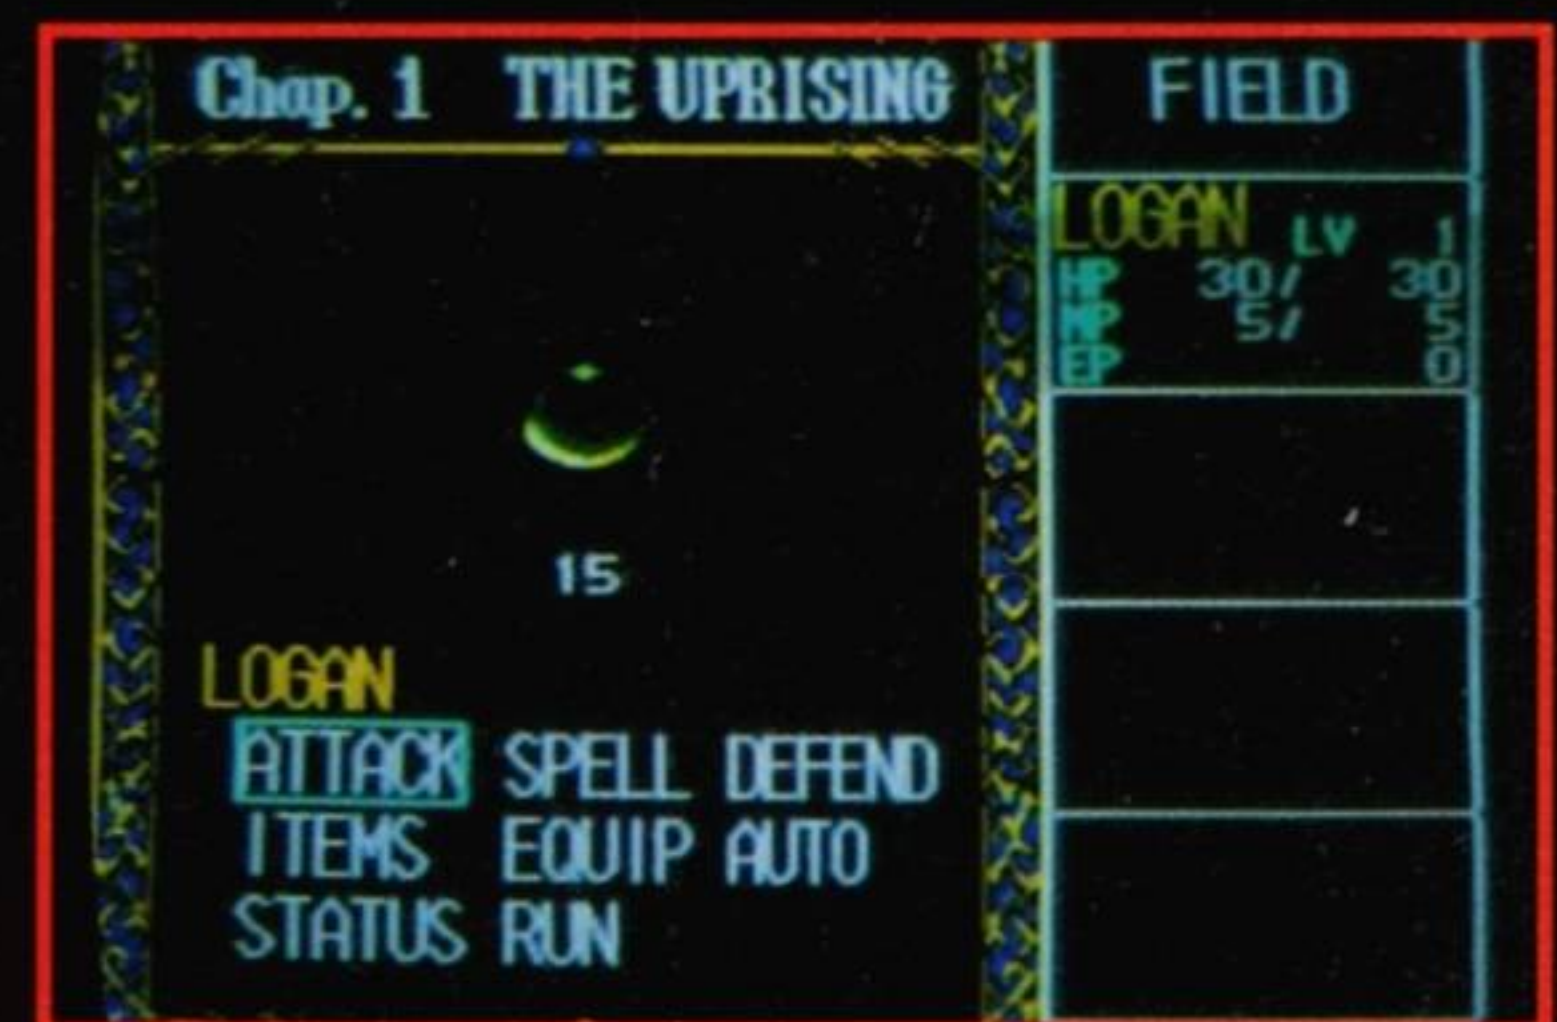 Chap. 1 THE UPRISING
FIELD
LOGAN LV 1
HP 30/ 30
MP 5/ 5
EP 0
15
LOGAN
ATTACK SPELL DEFEND
ITEMS EQUIP AUTO
STATUS RUN